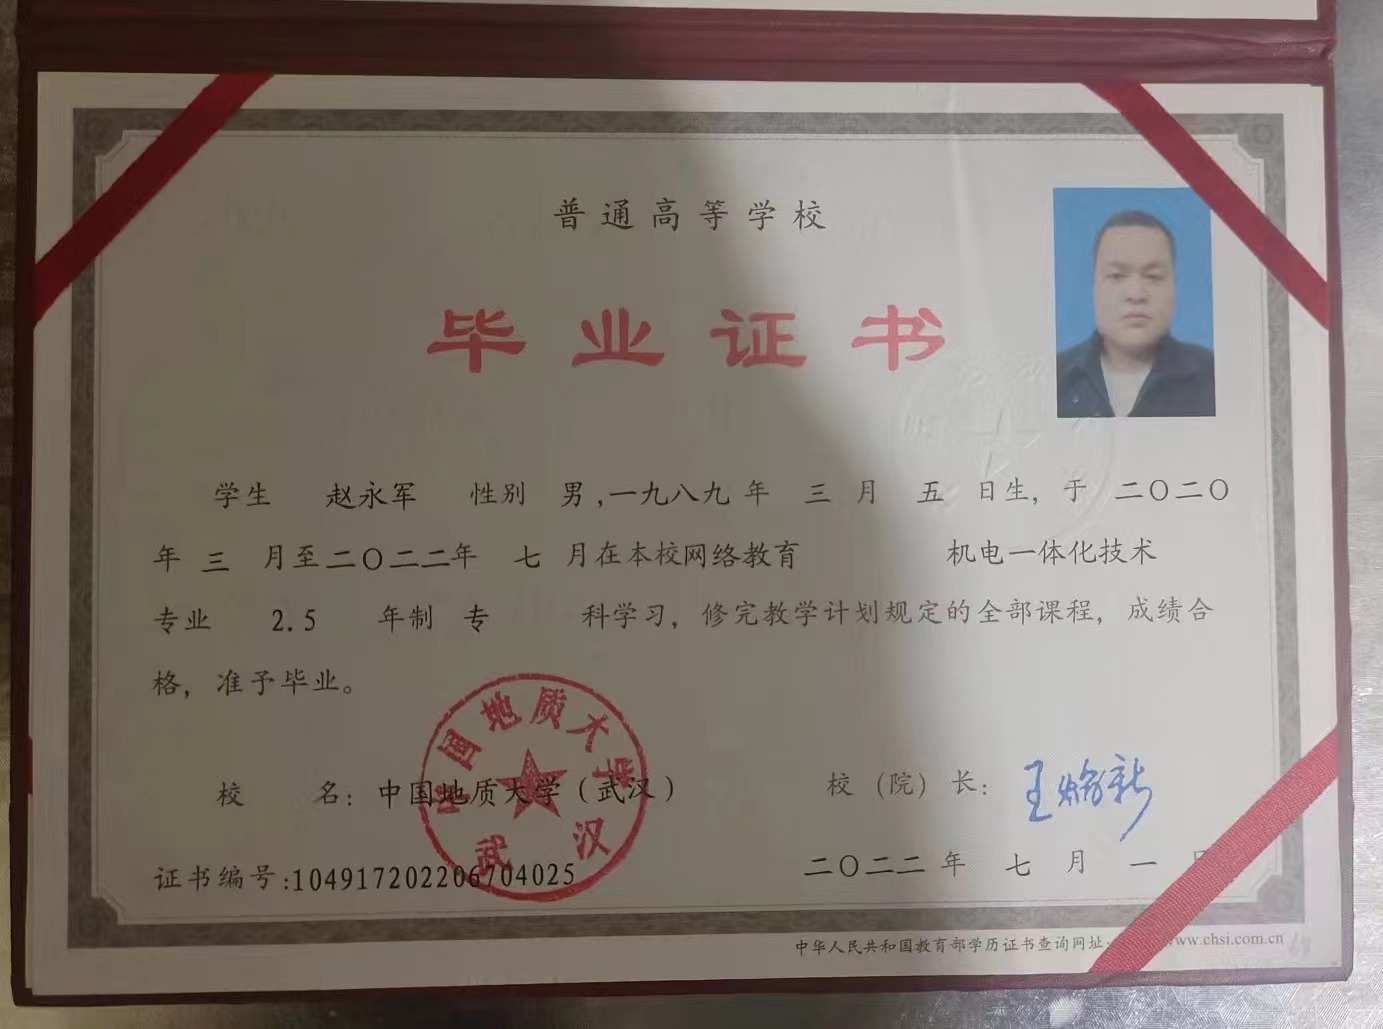 普通高等学校
毕业证书
学生 赵永军 性别 男,一九八九年 三 月 五 日生, 于 二〇二〇
年 三 月至二〇二二年 七 月在本校网络教育 机电一体化技术
专业 2.5 年制 专 科学习, 修完教学计划规定的全部课程, 成绩合
格, 准予毕业。
中国地质大学
武汉
校 名: 中国地质大学(武汉)
校(院)长:
证书编号:104917202206704025
二〇二二 年 七 月 一 日
中华人民共和国教育部学历证书查询网址: www.chsi.com.cn